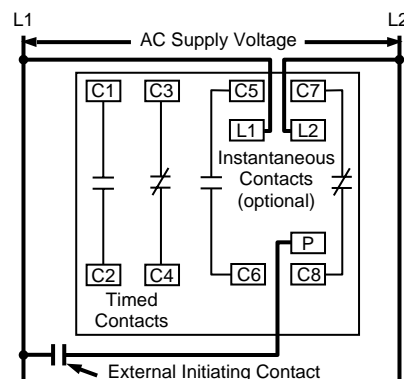 L1 L2
AC Supply Voltage
C1 C3 C5 C7
L1 L2
Instantaneous
Contacts
(optional)
P
C2 C4 C6 C8
Timed
Contacts
External Initiating Contact